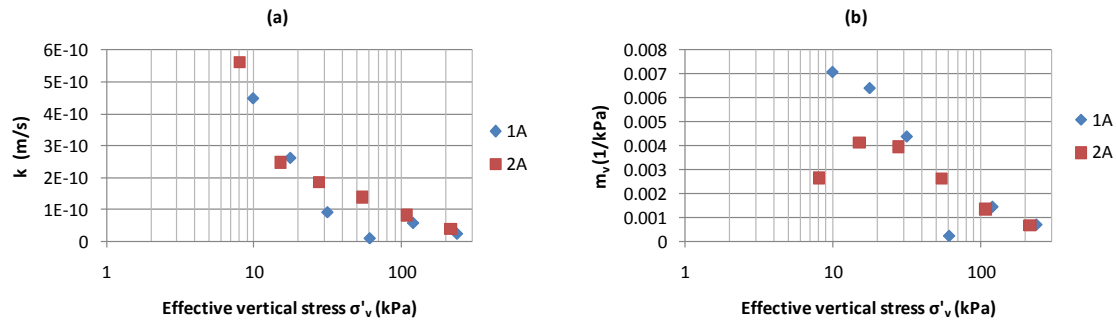 (a)
k (m/s)
6E-10
5E-10
4E-10
3E-10
2E-10
1E-10
0
1 10 100
Effective vertical stress σ'v (kPa)
1A
2A
(b)
mv(1/kPa)
0.008
0.007
0.006
0.005
0.004
0.003
0.002
0.001
0
1 10 100
Effective vertical stress σ'v (kPa)
1A
2A